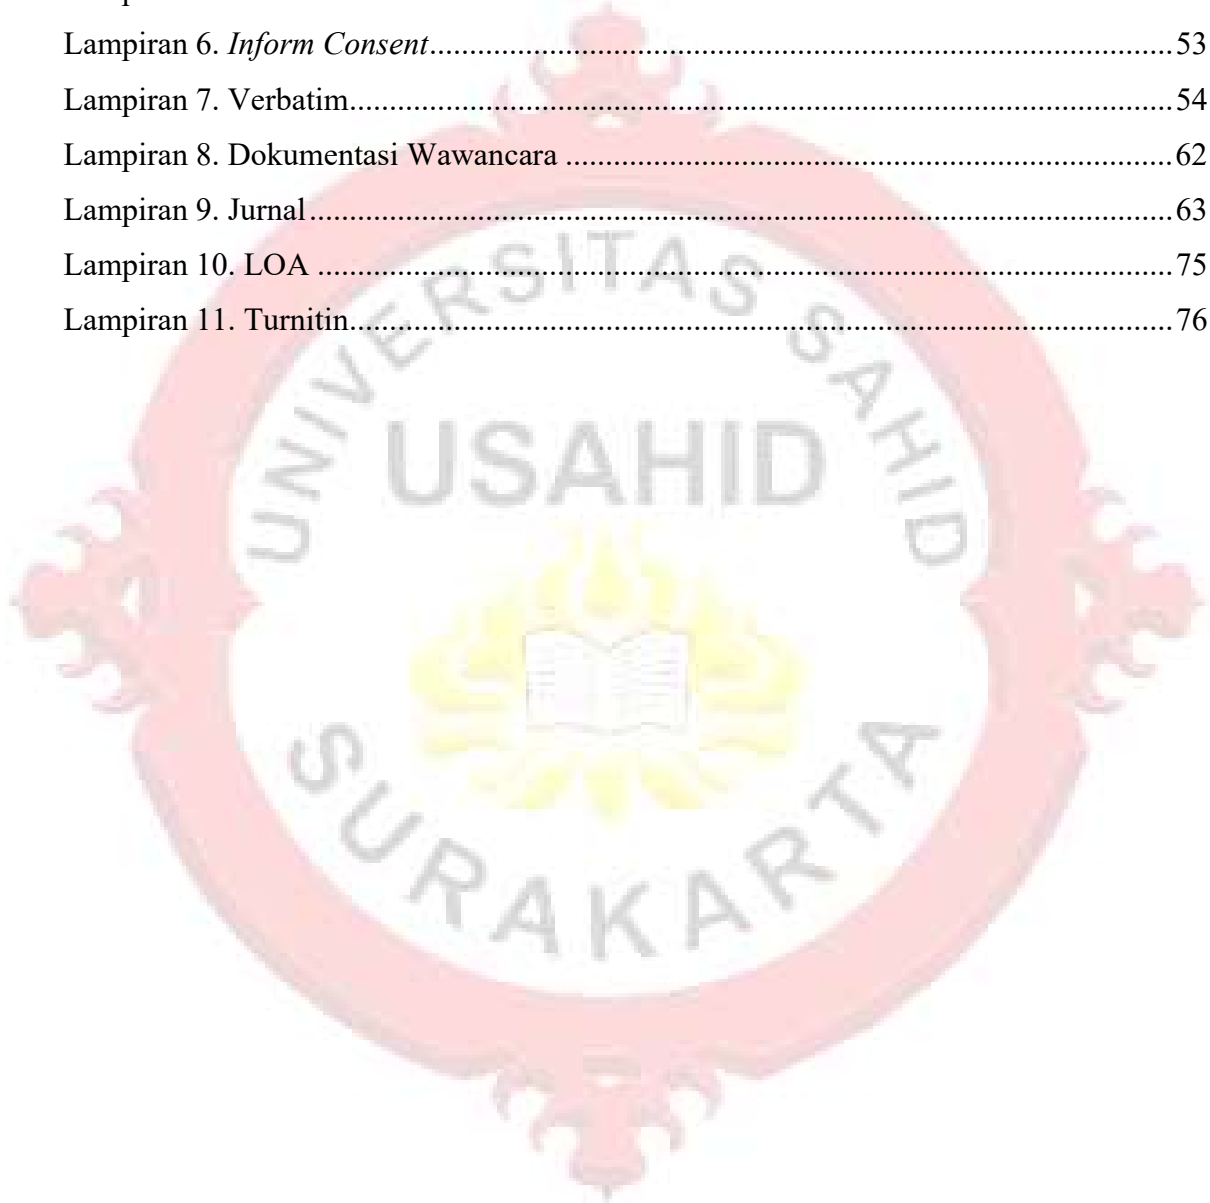 Lampiran 6. Inform Consent........................................................................................... 53
Lampiran 7. Verbatim.................................................................................................... 54
Lampiran 8. Dokumentasi Wawancara .......................................................................... 62
Lampiran 9. Jurnal......................................................................................................... 63
Lampiran 10. LOA ........................................................................................................ 75
Lampiran 11. Turnitin.................................................................................................... 76
UNIVERSITAS SAHID
USAHID
SURAKARTA